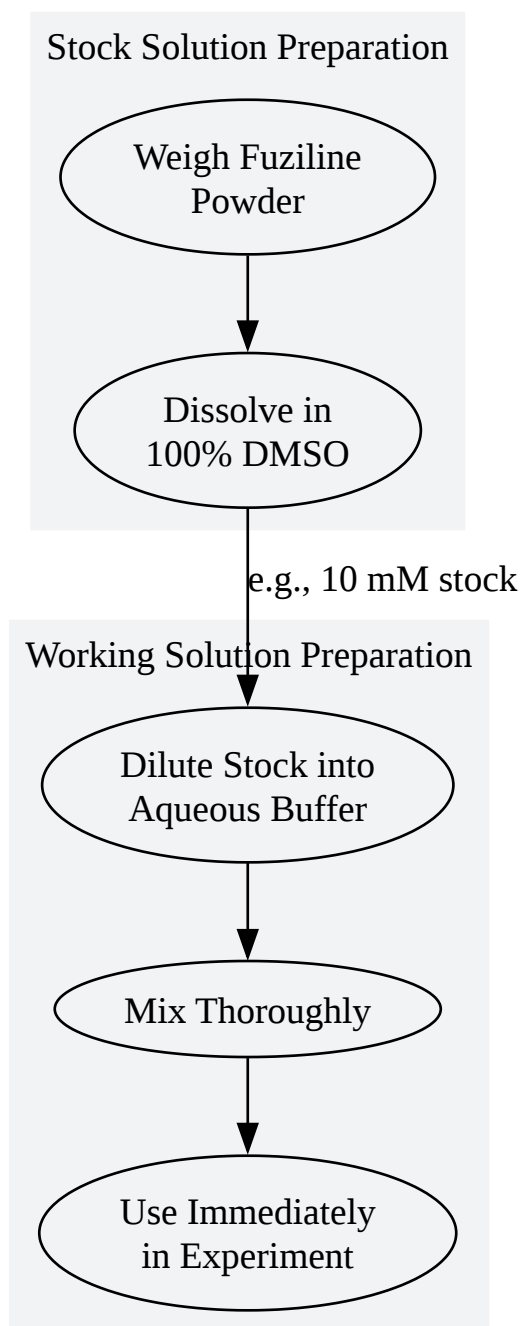 Stock Solution Preparation
Weigh Fuziline
Powder
Dissolve in
100% DMSO
e.g., 10 mM stock
Working Solution Preparation
Dilute Stock into
Aqueous Buffer
Mix Thoroughly
Use Immediately
in Experiment